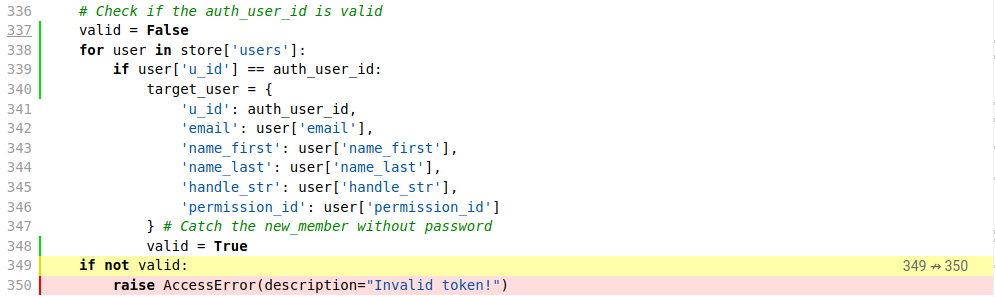 336 # Check if the auth_user_id is valid
337 valid = False
338 for user in store['users']:
339 if user['u_id'] == auth_user_id:
340 target_user = {
341 'u_id': auth_user_id,
342 'email': user['email'],
343 'name_first': user['name_first'],
344 'name_last': user['name_last'],
345 'handle_str': user['handle_str'],
346 'permission_id': user['permission_id']
347 } # Catch the new_member without password
348 valid = True
349 if not valid: 349 ↛ 350
350 raise AccessError(description="Invalid token!")